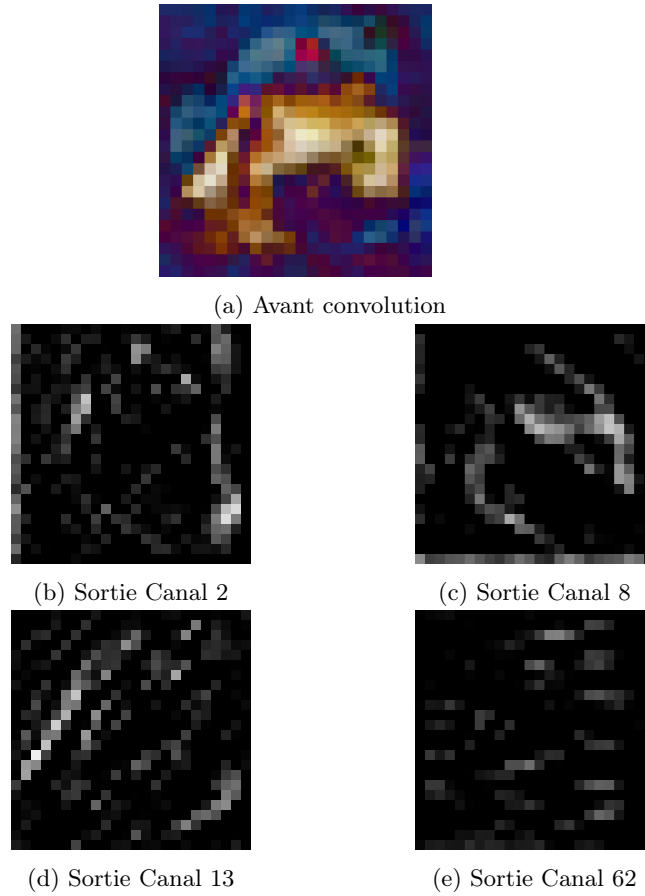 (a) Avant convolution
(b) Sortie Canal 2
(c) Sortie Canal 8
(d) Sortie Canal 13
(e) Sortie Canal 62